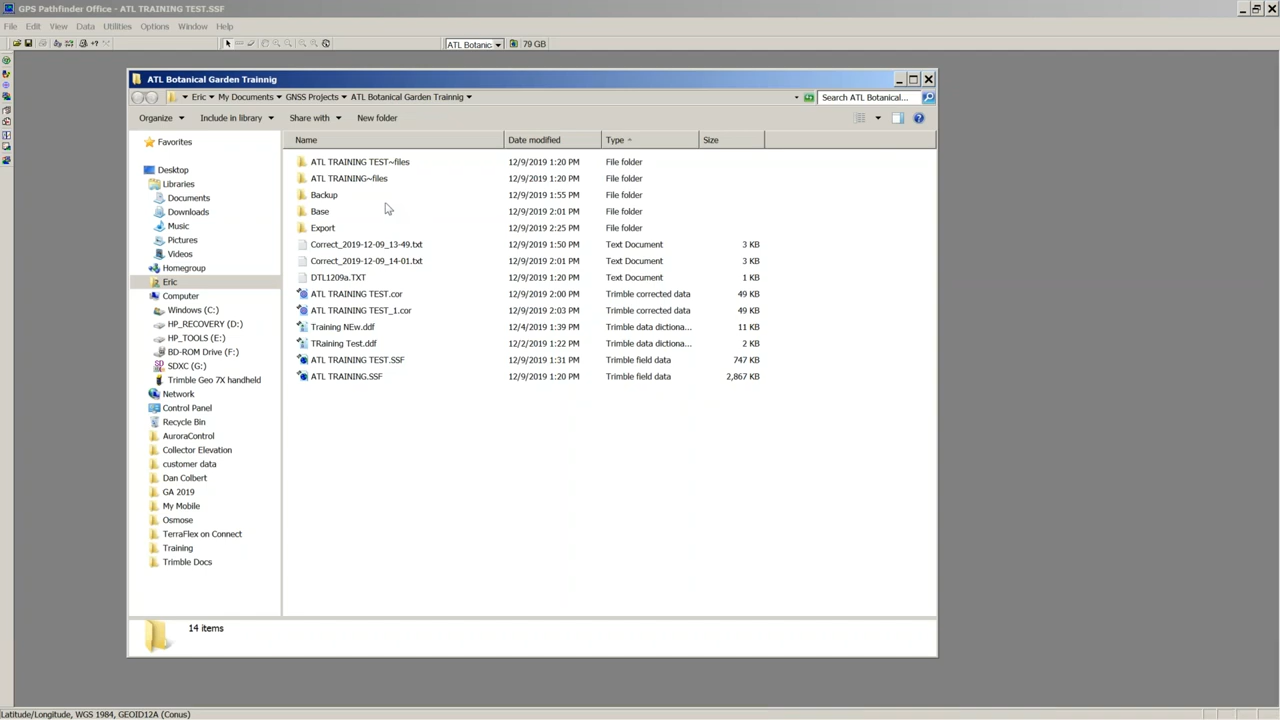 GPS Pathfinder Office - ATL TRAINING TEST.SSF
File Edit View Data Utilities Options Window Help
ATL Botanic 79 GB
ATL Botanical Garden Trainnig
Eric My Documents GNSS Projects ATL Botanical Garden Trainnig Search ATL Botanical...
Organize Include in library Share with New folder
Name Date modified Type Size
Favorites
Desktop
Libraries
Documents
Downloads
Music
Pictures
Videos
Homegroup
Eric
Computer
Windows (C:)
HP_RECOVERY (D:)
HP_TOOLS (E:)
BD-ROM Drive (F:)
SDXC (G:)
Trimble Geo 7X handheld
Network
Control Panel
Recycle Bin
AuroraControl
Collector Elevation
customer data
Dan Colbert
GA 2019
My Mobile
Osmose
TerraFlex on Connect
Training
Trimble Docs
ATL TRAINING TEST~files 12/9/2019 1:20 PM File folder
ATL TRAINING~files 12/9/2019 1:20 PM File folder
Backup 12/9/2019 1:55 PM File folder
Base 12/9/2019 2:01 PM File folder
Export 12/9/2019 2:25 PM File folder
Correct_2019-12-09_13-49.txt 12/9/2019 1:50 PM Text Document 3 KB
Correct_2019-12-09_14-01.txt 12/9/2019 2:01 PM Text Document 3 KB
DTL1209a.TXT 12/9/2019 1:20 PM Text Document 1 KB
ATL TRAINING TEST.cor 12/9/2019 2:00 PM Trimble corrected data 49 KB
ATL TRAINING TEST_1.cor 12/9/2019 2:03 PM Trimble corrected data 49 KB
Training NEw.ddf 12/4/2019 1:39 PM Trimble data dictiona... 11 KB
TRaining Test.ddf 12/2/2019 1:22 PM Trimble data dictiona... 2 KB
ATL TRAINING TEST.SSF 12/9/2019 1:31 PM Trimble field data 747 KB
ATL TRAINING.SSF 12/9/2019 1:20 PM Trimble field data 2,867 KB
14 items
Latitude/Longitude, WGS 1984, GEOID12A (Conus)